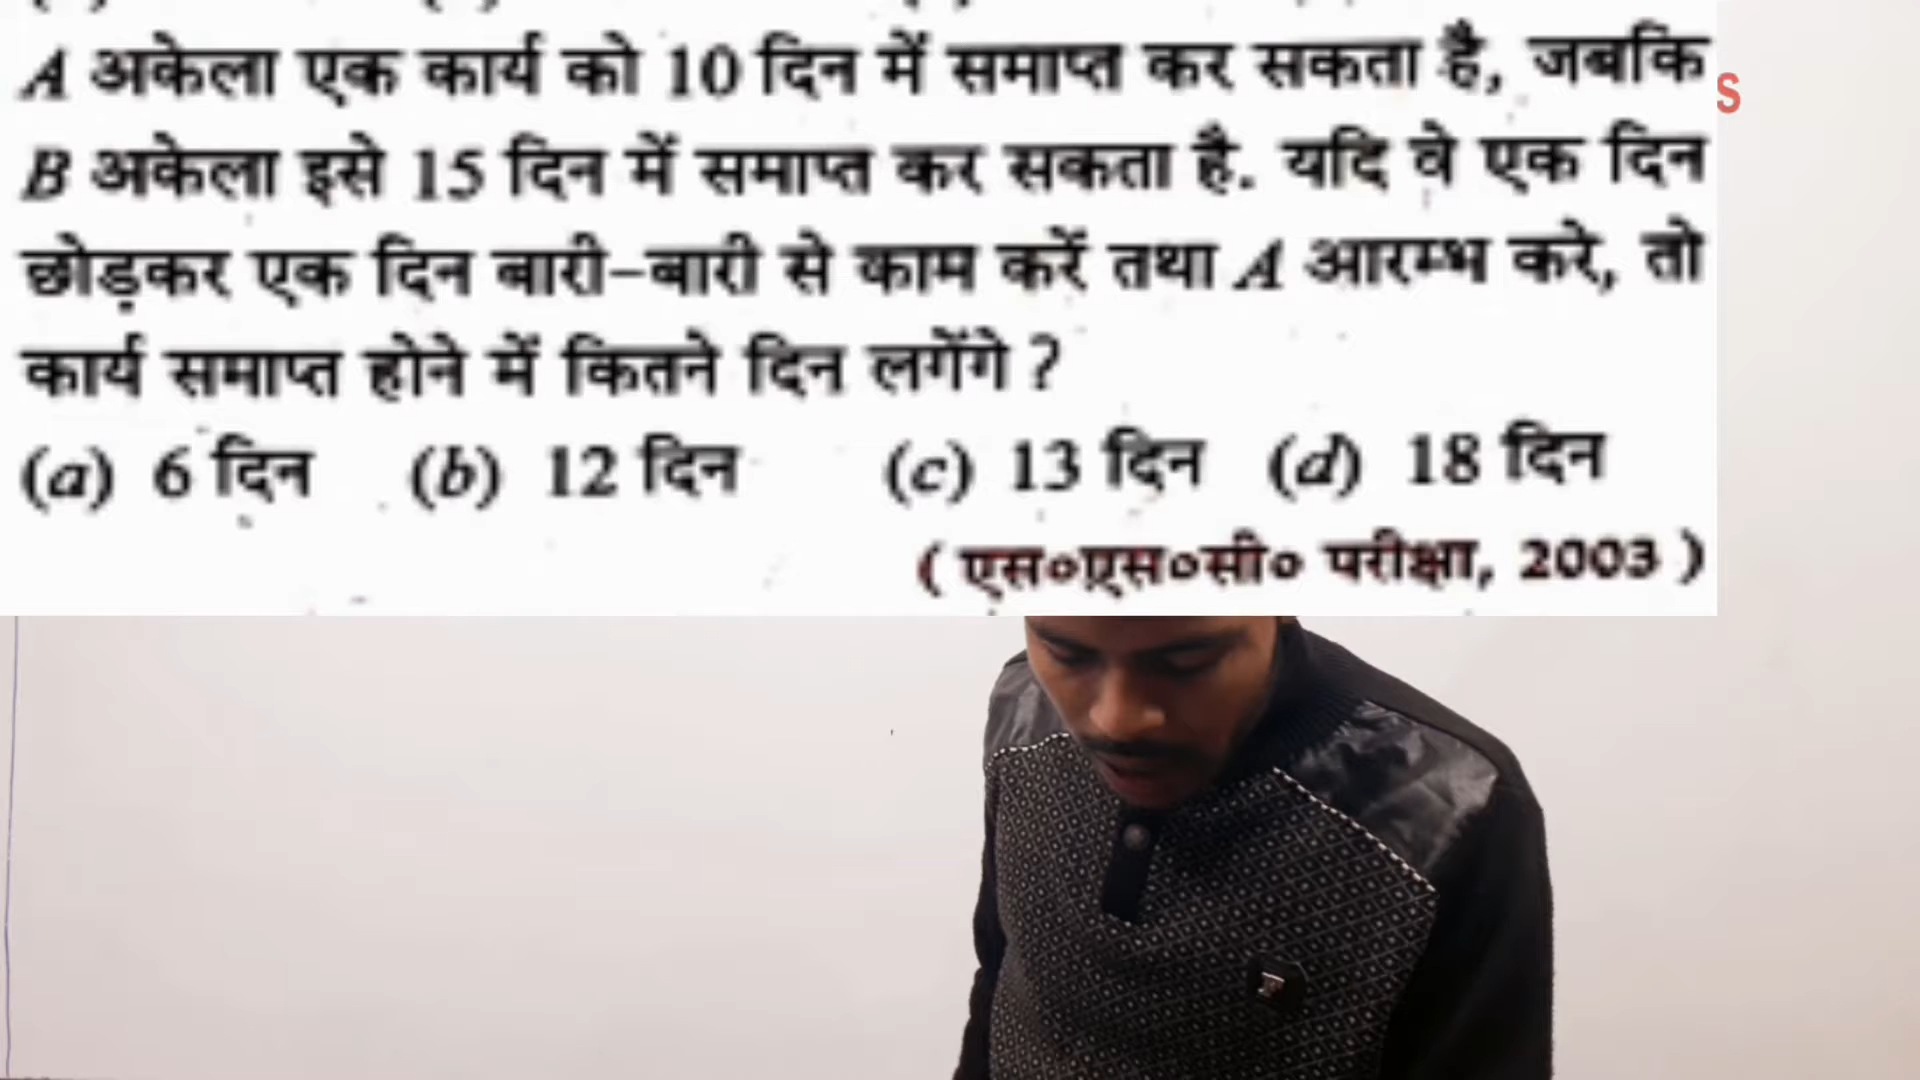 A अकेला एक कार्य को 10 दिन में समाप्त कर सकता है, जबकि
B अकेला इसे 15 दिन में समाप्त कर सकता है. यदि वे एक दिन
छोड़कर एक दिन बारी-बारी से काम करें तथा A आरम्भ करे, तो
कार्य समाप्त होने में कितने दिन लगेंगे ?
(a) 6 दिन (b) 12 दिन (c) 13 दिन (d) 18 दिन
( एस०एस०सी० परीक्षा, 2003 )
S